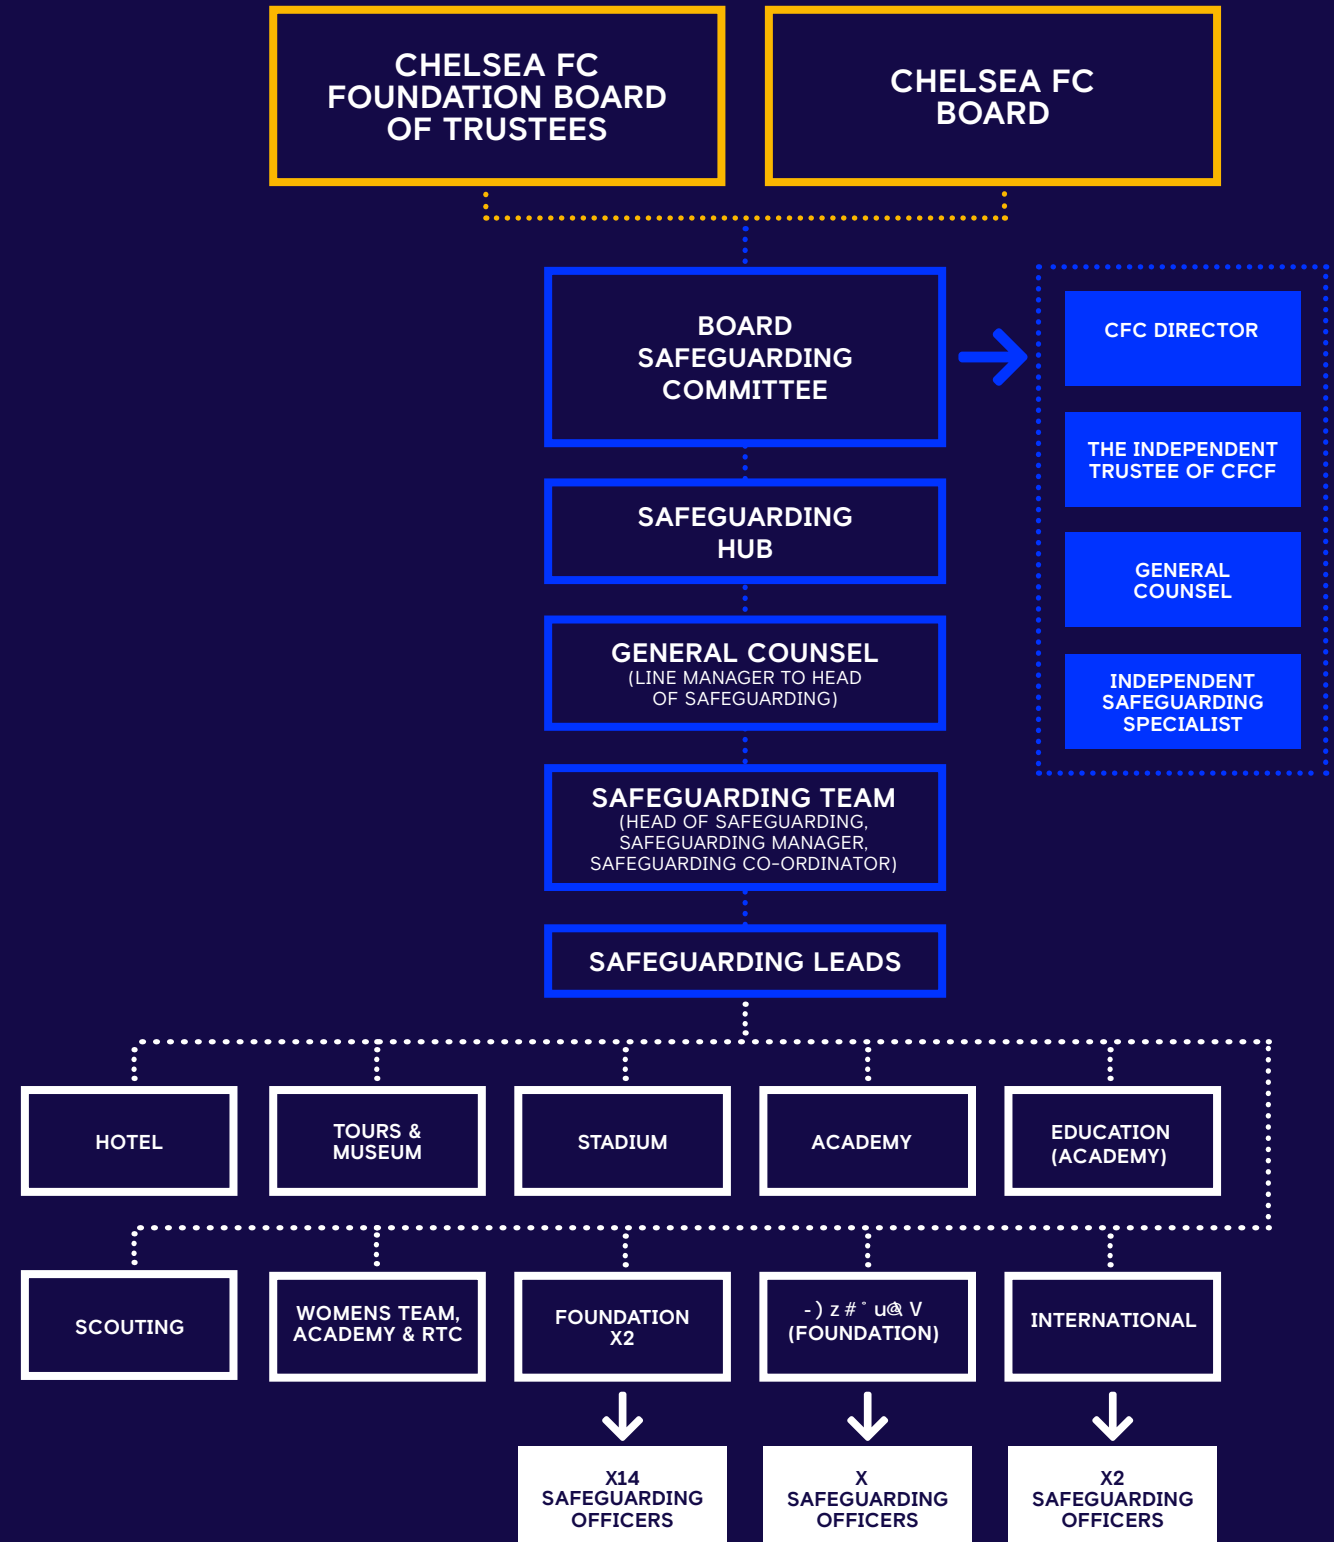 CHELSEA FC
FOUNDATION BOARD
OF TRUSTEES
CHELSEA FC
BOARD
BOARD
SAFEGUARDING
COMMITTEE
CFC DIRECTOR
THE INDEPENDENT
TRUSTEE OF CFCF
GENERAL
COUNSEL
INDEPENDENT
SAFEGUARDING
SPECIALIST
SAFEGUARDING
HUB
GENERAL COUNSEL
(LINE MANAGER TO HEAD
OF SAFEGUARDING)
SAFEGUARDING TEAM
(HEAD OF SAFEGUARDING,
SAFEGUARDING MANAGER,
SAFEGUARDING CO-ORDINATOR)
SAFEGUARDING LEADS
HOTEL
TOURS &
MUSEUM
STADIUM
ACADEMY
EDUCATION
(ACADEMY)
SCOUTING
WOMENS TEAM,
ACADEMY & RTC
FOUNDATION
X2
(FOUNDATION)
INTERNATIONAL
X14
SAFEGUARDING
OFFICERS
X
SAFEGUARDING
OFFICERS
X2
SAFEGUARDING
OFFICERS